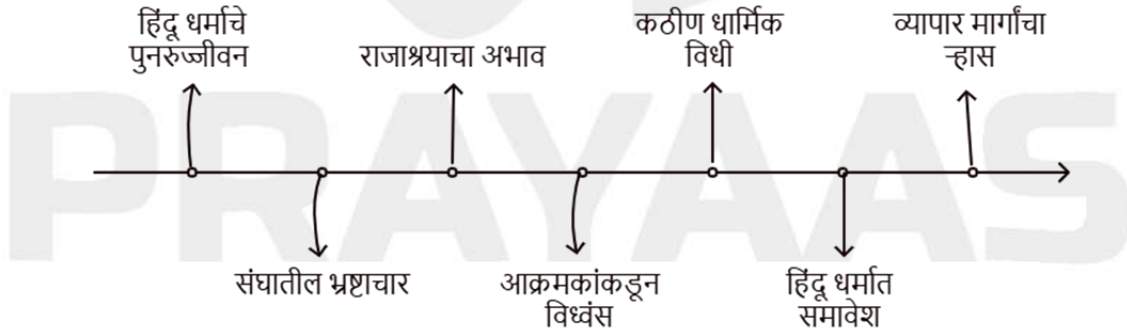 हिंदू धर्माचे
पुनरुज्जीवन
राजाश्रयाचा अभाव
कठीण धार्मिक
विधी
व्यापार मार्गांचा
ऱ्हास
PRAYAAS
संघातील भ्रष्टाचार
आक्रमकांकडून
विध्वंस
हिंदू धर्मात
समावेश